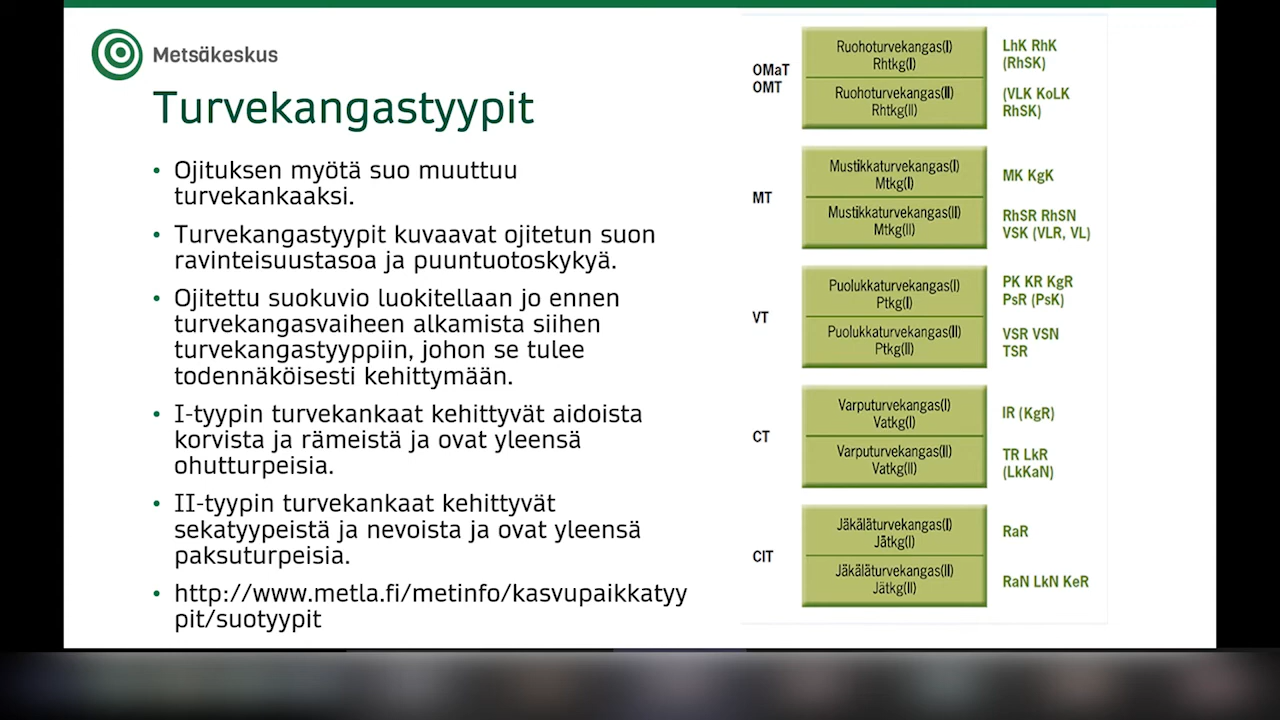 Metsäkeskus
Turvekangastyypit
• Ojituksen myötä suo muuttuu
turvekankaaksi.
• Turvekangastyypit kuvaavat ojitetun suon
ravinteisuustasoa ja puuntuotoskykyä.
• Ojitettu suokuvio luokitellaan jo ennen
turvekangasvaiheen alkamista siihen
turvekangastyyppiin, johon se tulee
todennäköisesti kehittymään.
• I-tyypin turvekankaat kehittyvät aidoista
korvista ja rämeistä ja ovat yleensä
ohutturpeisia.
• II-tyypin turvekankaat kehittyvät
sekatyypeistä ja nevoista ja ovat yleensä
paksuturpeisia.
• http://www.metla.fi/metinfo/kasvupaikkatyy
pit/suotyypit
OMaT
OMT
Ruohoturvekangas(I)
Rhtkg(I)
LhK RhK
(RhSK)
Ruohoturvekangas(II)
Rhtkg(II)
(VLK KoLK
RhSK)
MT
Mustikkaturvekangas(I)
Mtkg(I)
MK KgK
Mustikkaturvekangas(II)
Mtkg(II)
RhSR RhSN
VSK (VLR, VL)
VT
Puolukkaturvekangas(I)
Ptkg(I)
PK KR KgR
PsR (PsK)
Puolukkaturvekangas(II)
Ptkg(II)
VSR VSN
TSR
CT
Varputurvekangas(I)
Vatkg(I)
IR (KgR)
Varputurvekangas(II)
Vatkg(II)
TR LkR
(LkKaN)
CIT
Jäkäläturvekangas(I)
Jätkg(I)
RaR
Jäkäläturvekangas(II)
Jätkg(II)
RaN LkN KeR